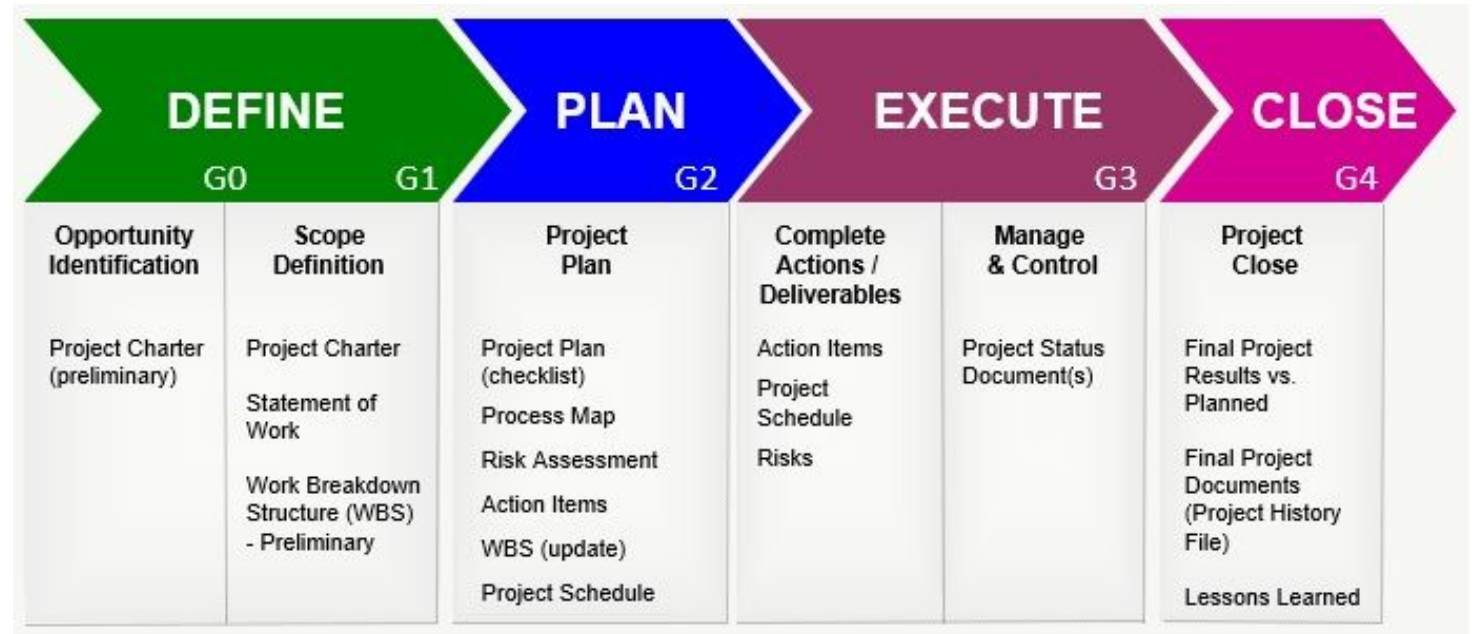 DEFINE
G0
G1
PLAN
G2
EXECUTE
G3
CLOSE
G4
Opportunity
Identification
Project Charter
(preliminary)
Scope
Definition
Project Charter
Statement of
Work
Work Breakdown
Structure (WBS)
- Preliminary
Project
Plan
Project Plan
(checklist)
Process Map
Risk Assessment
Action Items
WBS (update)
Project Schedule
Complete
Actions /
Deliverables
Action Items
Project
Schedule
Risks
Manage
& Control
Project Status
Document(s)
Project
Close
Final Project
Results vs.
Planned
Final Project
Documents
(Project History
File)
Lessons Learned